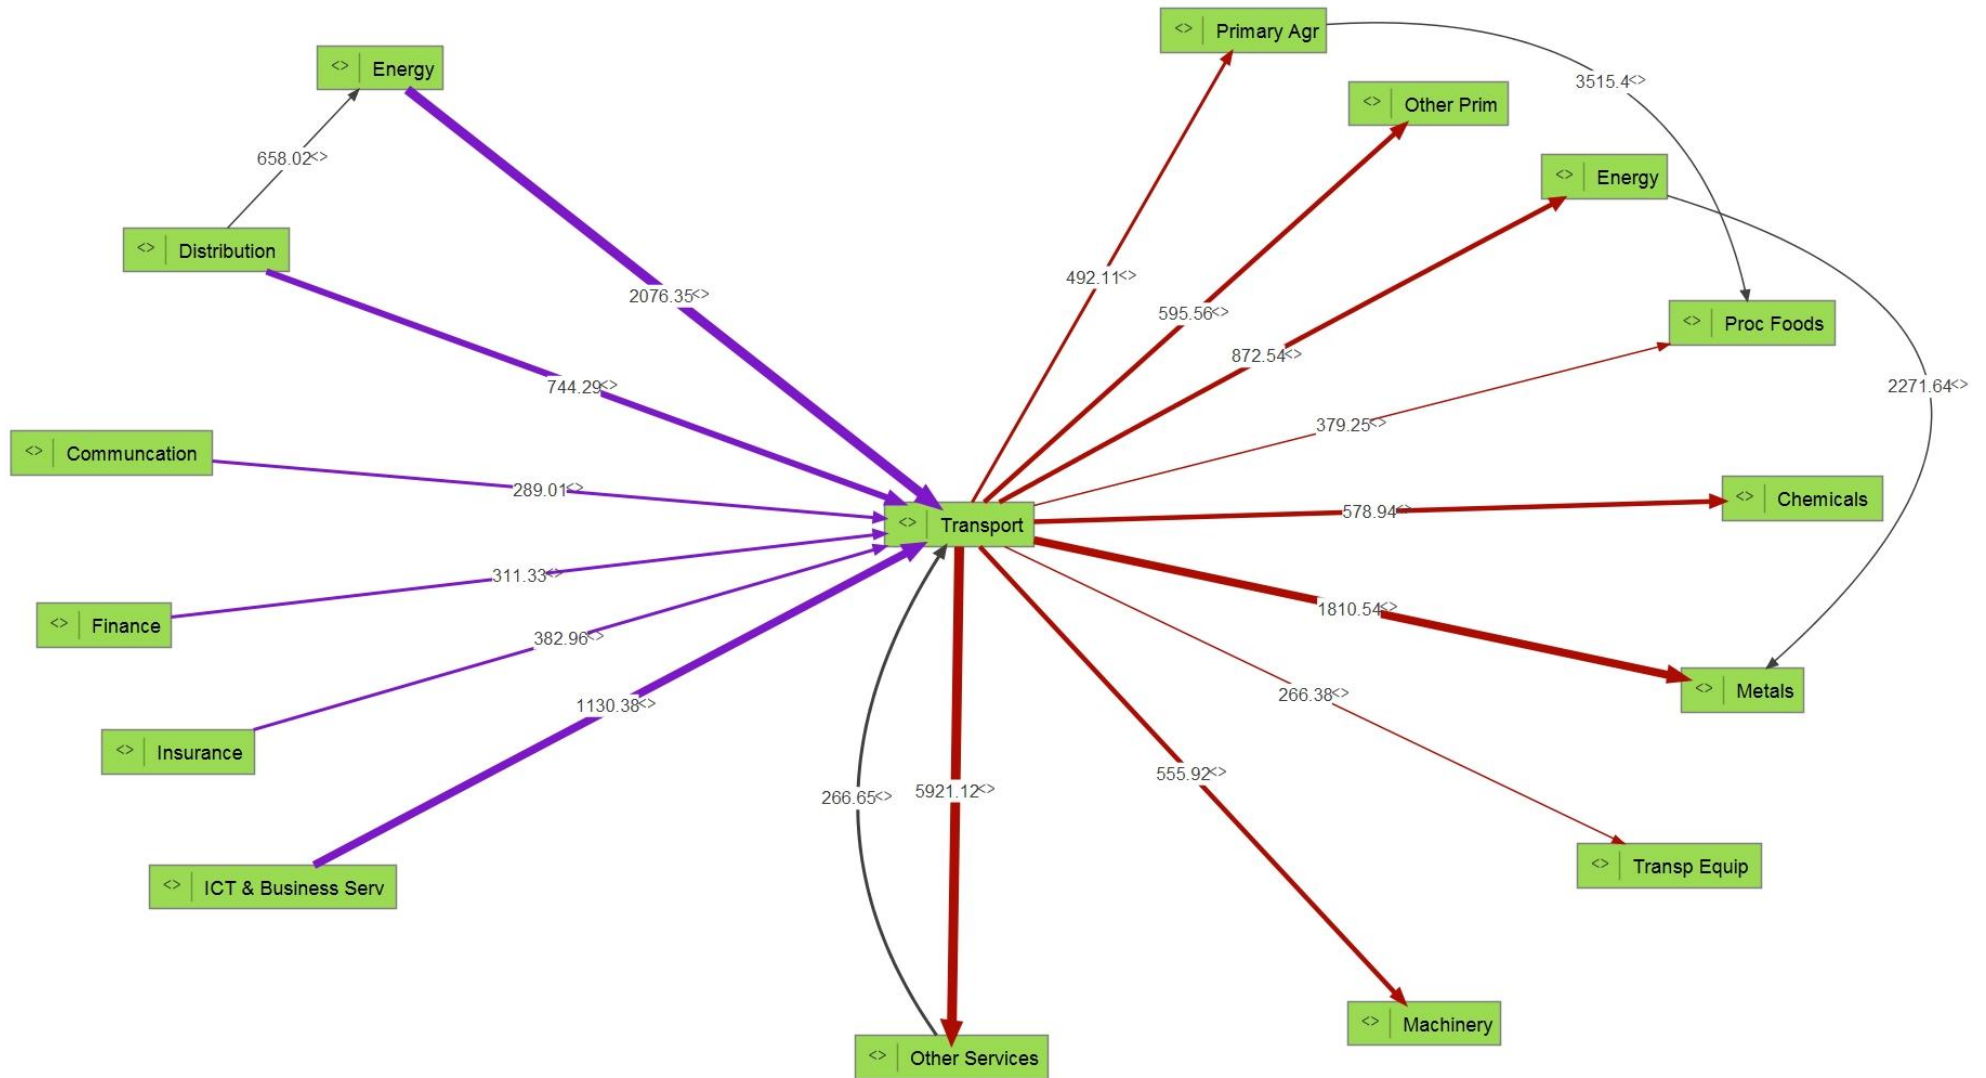 <> Primary Agr
<> Energy
3515.4<>
<> Other Prim
658.02<>
<> Energy
<> Distribution
492.11<>
2076.35<>
595.56<>
<> Proc Foods
872.54<>
744.29<>
2271.64<>
379.25<>
<> Communcation
289.01<>
<> Chemicals
578.94<>
<> Transport
311.33<>
1810.54<>
<> Finance
382.96<>
<> Metals
266.38<>
1130.38<>
<> Insurance
555.92<>
5921.12<>
266.65<>
<> Transp Equip
<> ICT & Business Serv
<> Machinery
<> Other Services